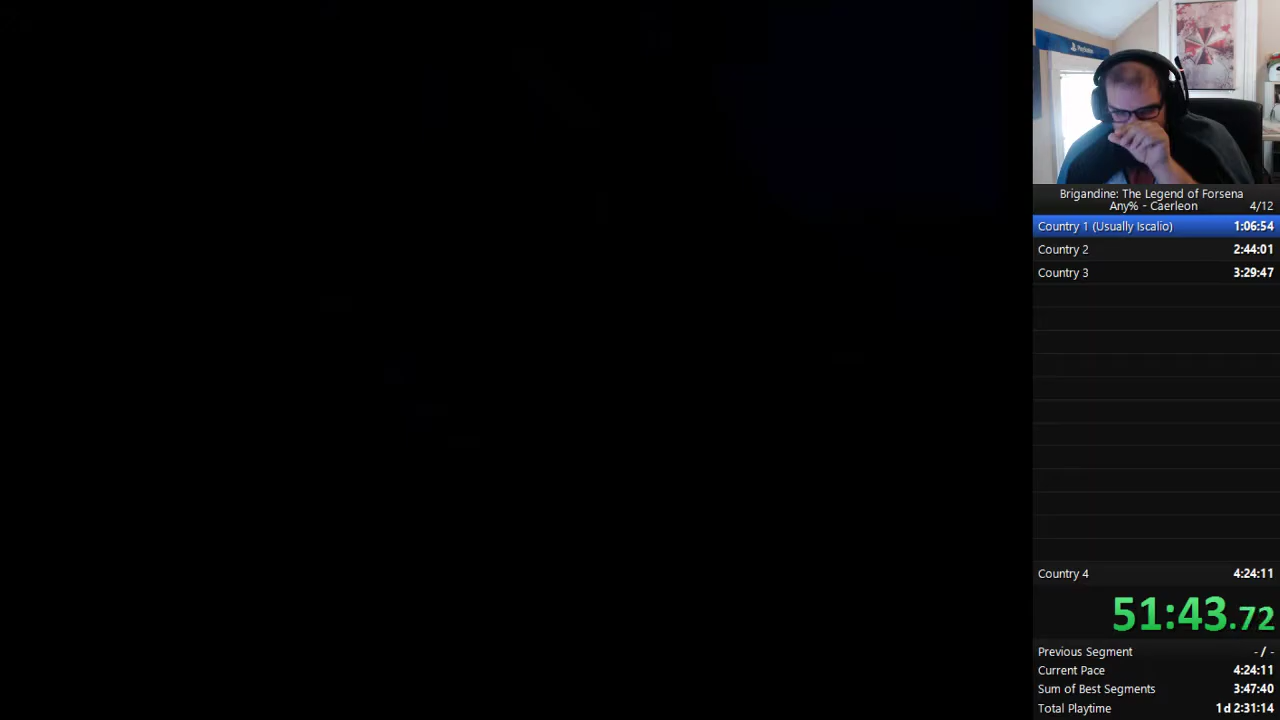 PlayStation
Brigandine: The Legend of Forsena
Any% - Caerleon 4/12
Country 1 (Usually Iscalio) 1:06:54
Country 2 2:44:01
Country 3 3:29:47
Country 4 4:24:11
51:43.72
Previous Segment - / -
Current Pace 4:24:11
Sum of Best Segments 3:47:40
Total Playtime 1 d 2:31:14